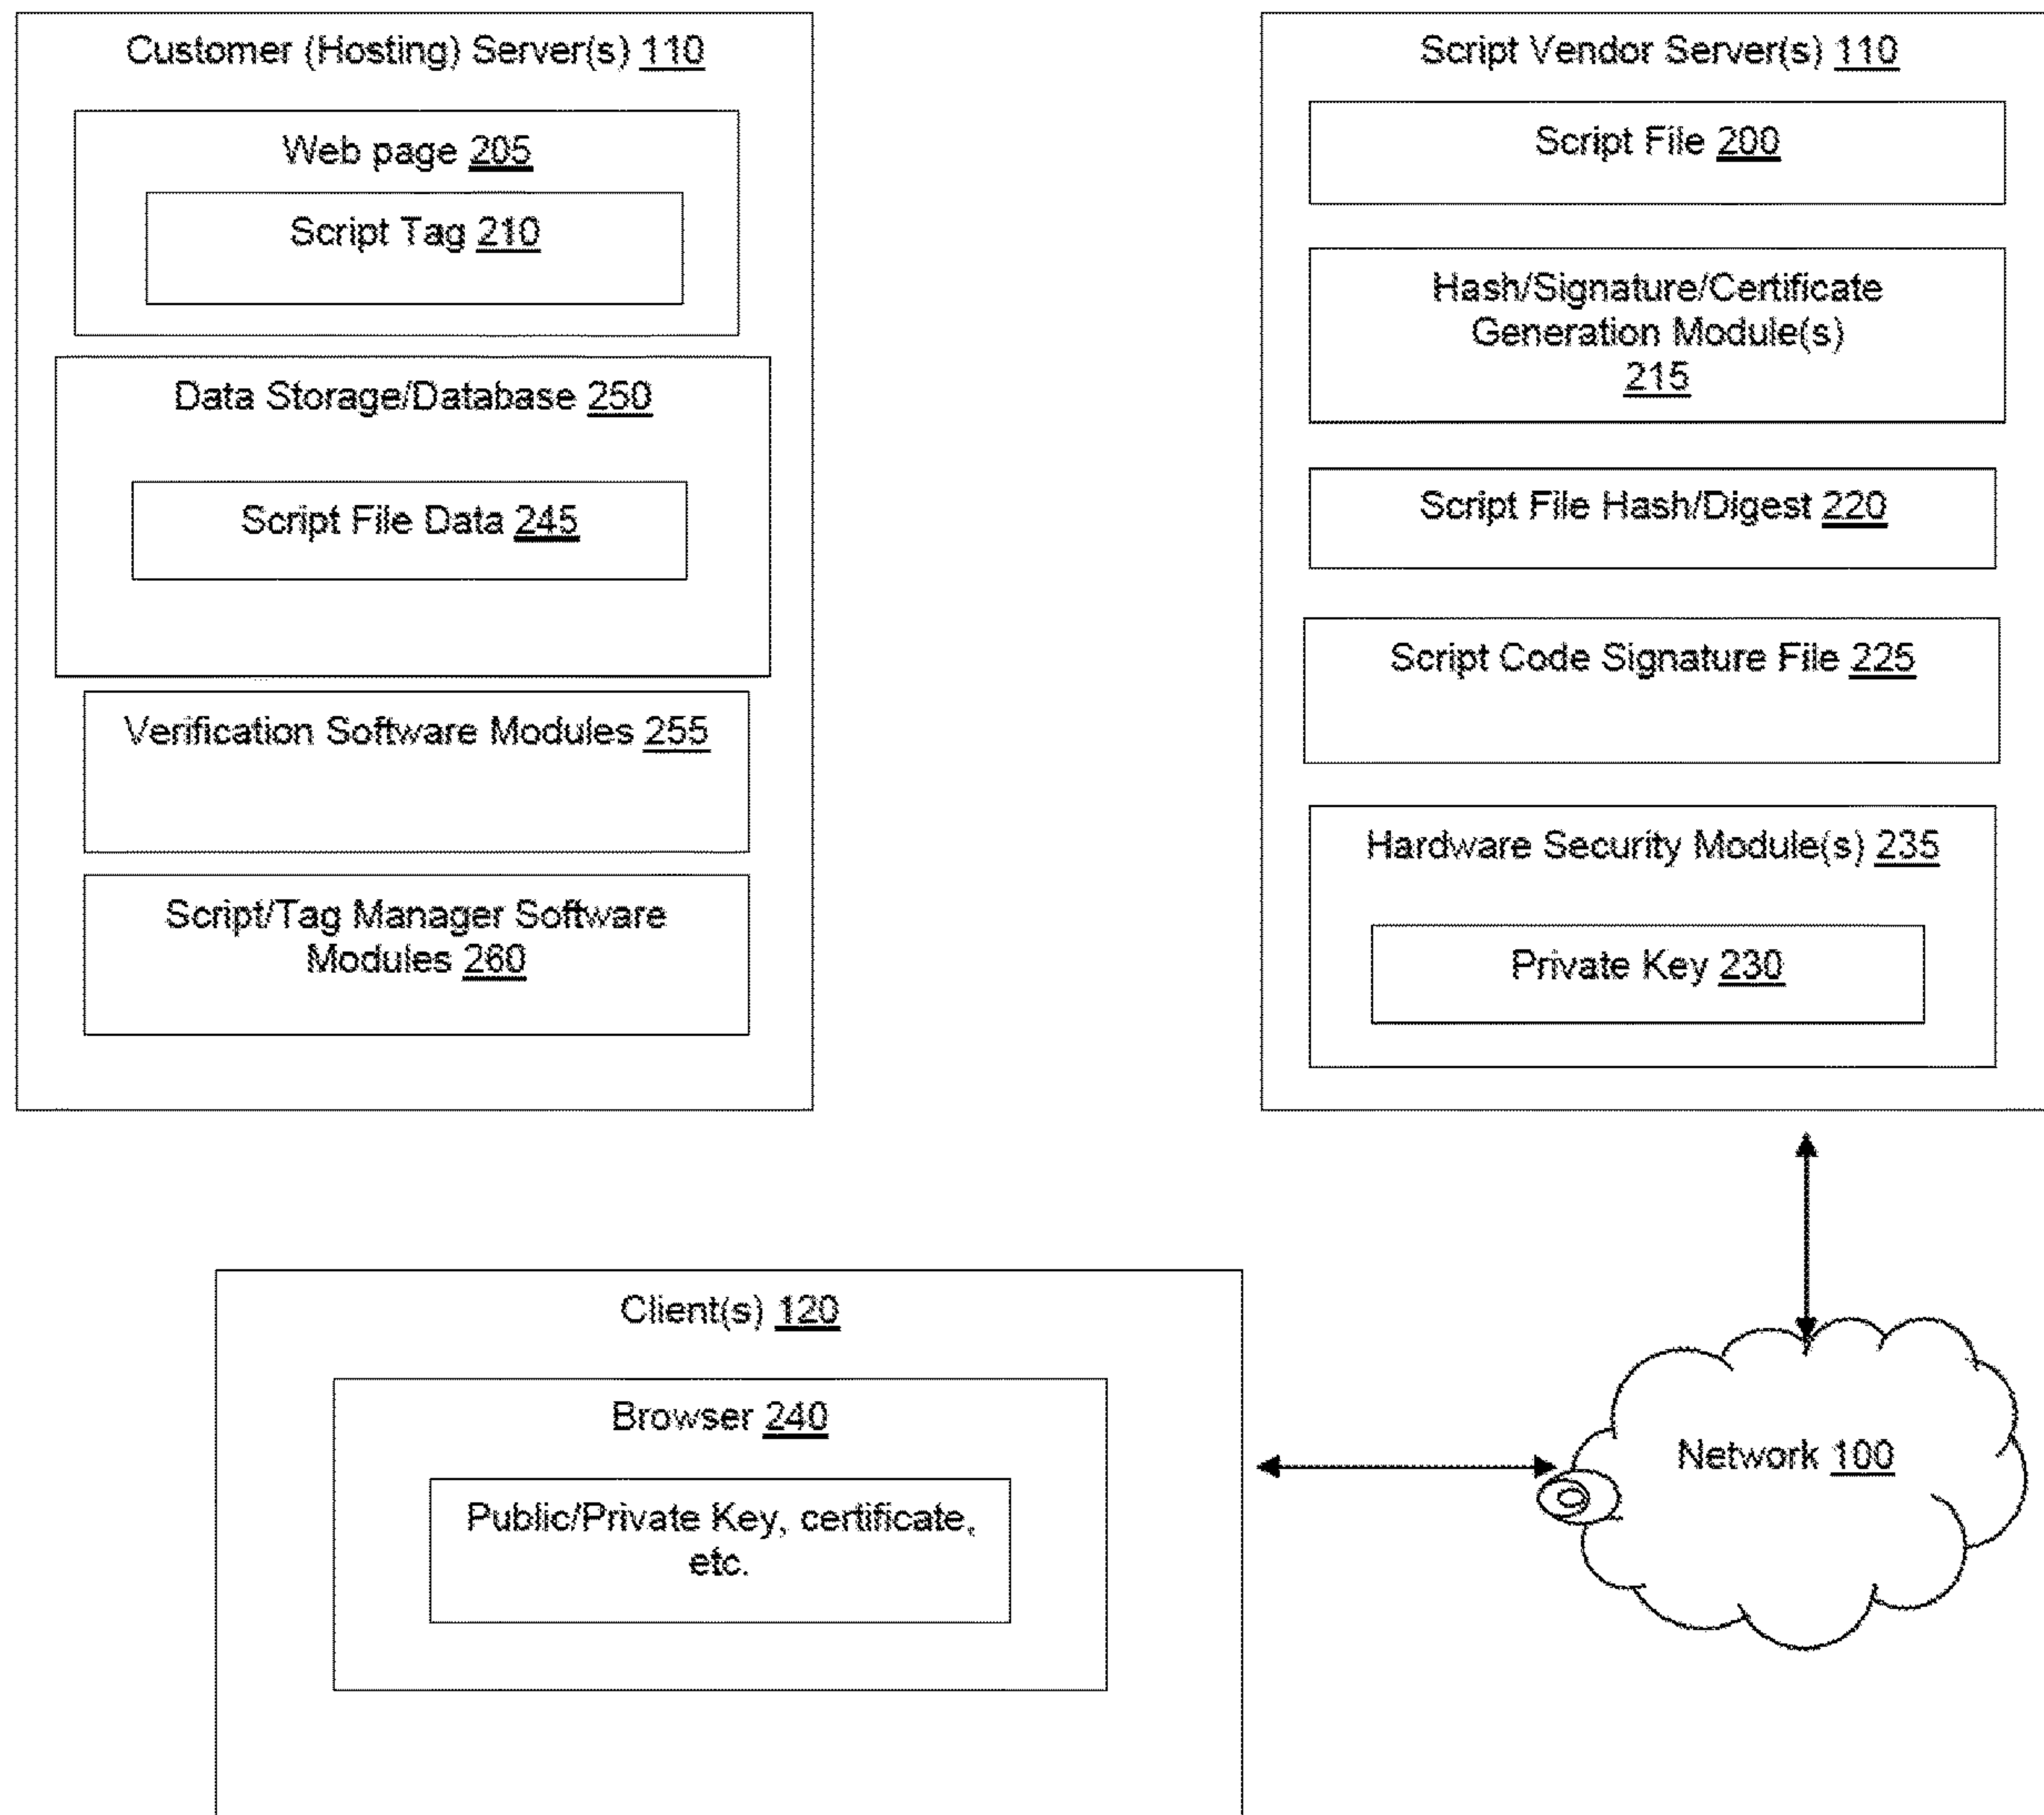 Customer (Hosting) Server(s) 110
Web page 205
Script Tag 210
Data Storage/Database 250
Script File Data 245
Verification Software Modules 255
Script/Tag Manager Software
Modules 260
Script Vendor Server(s) 110
Script File 200
Hash/Signature/Certificate
Generation Module(s)
215
Script File Hash/Digest 220
Script Code Signature File 225
Hardware Security Module(s) 235
Private Key 230
Client(s) 120
Browser 240
Public/Private Key, certificate,
etc.
Network 100